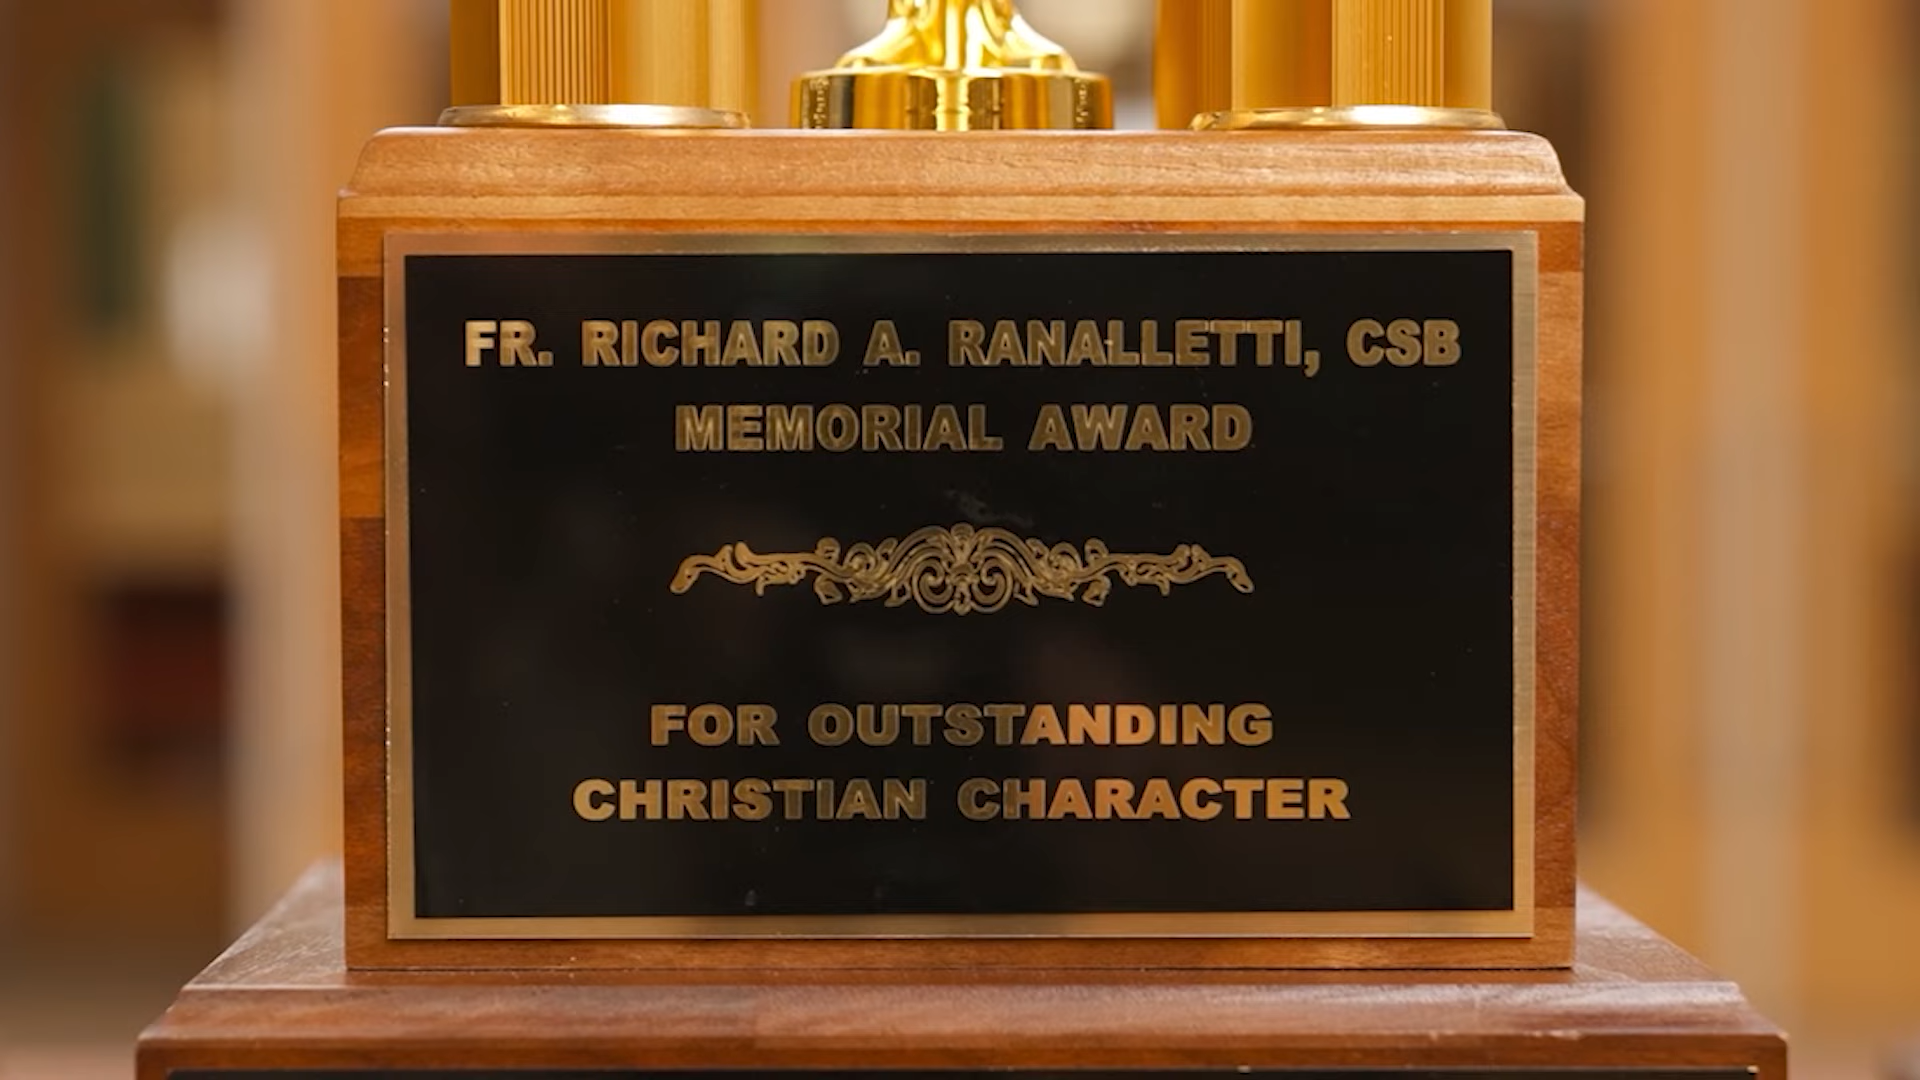 FR. RICHARD A. RANALLETTI, CSB
MEMORIAL AWARD
FOR OUTSTANDING
CHRISTIAN CHARACTER